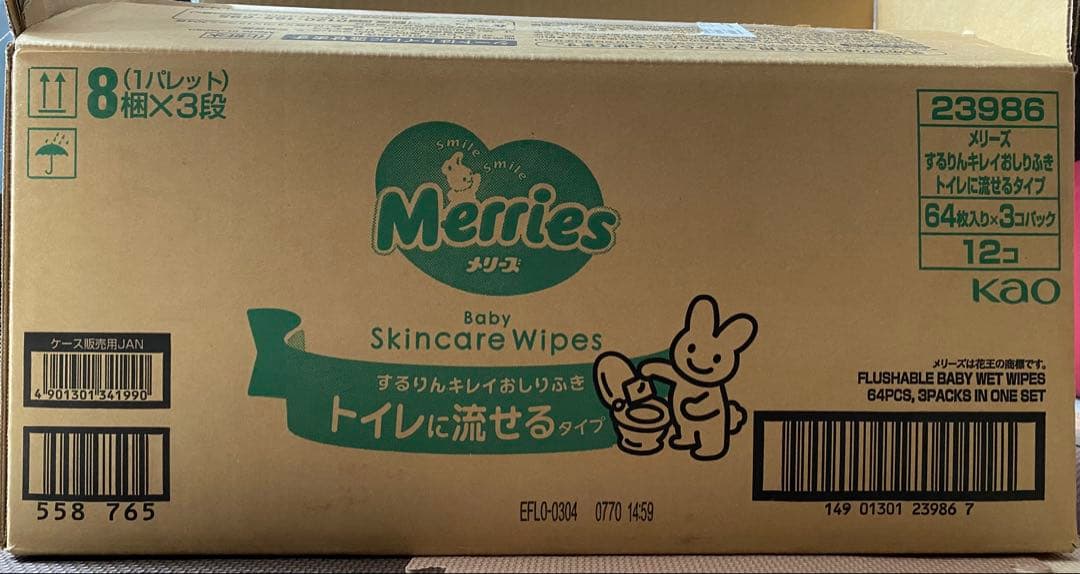 (1パレット)
8梱×3段
Smile Smile
Merries
メリーズ
Baby
Skincare Wipes
するりんキレイおしりふき
トイレに流せるタイプ
23986
メリーズ
するりんキレイおしりふき
トイレに流せるタイプ
64枚入り×3コパック
12コ
Kao
メリーズは花王の商標です。
FLUSHABLE BABY WET WIPES
64PCS, 3PACKS IN ONE SET
ケース販売用JAN
4 901301 341990
558 765
EFL0-0304 0770 14:59
149 01301 23986 7